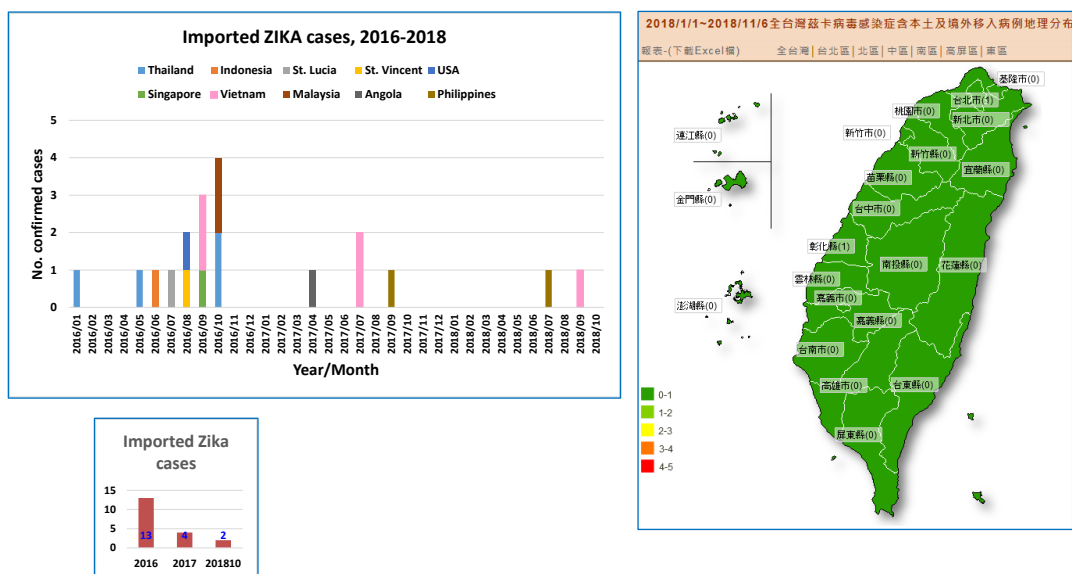 Imported ZIKA cases, 2016-2018
Thailand Indonesia St. Lucia St. Vincent USA
Singapore Vietnam Malaysia Angola Philippines
No. confirmed cases
5
4
3
2
1
0
2016/01 2016/02 2016/03 2016/04 2016/05 2016/06 2016/07 2016/08 2016/09 2016/10 2016/11 2016/12 2017/01 2017/02 2017/03 2017/04 2017/05 2017/06 2017/07 2017/08 2017/09 2017/10 2017/11 2017/12 2018/01 2018/02 2018/03 2018/04 2018/05 2018/06 2018/07 2018/08 2018/09 2018/10
Year/Month
Imported Zika
cases
15
10
5
0
13 4 2
2016 2017 201810
2018/1/1~2018/11/6全台灣茲卡病毒感染症含本土及境外移入病例地理分布
報表-(下載Excel檔) 全台灣| 台北區| 北區| 中區| 南區| 高屏區| 東區
基隆市(0)
台北市(1)
桃園市(0)
新北市(0)
連江縣(0)
新竹市(0)
新竹縣(0)
宜蘭縣(0)
苗栗縣(0)
金門縣(0)
台中市(0)
彰化縣(1)
南投縣(0)
花蓮縣(0)
雲林縣(0)
嘉義市(0)
澎湖縣(0)
嘉義縣(0)
台南市(0)
高雄市(0)
台東縣(0)
屏東縣(0)
0-1
1-2
2-3
3-4
4-5